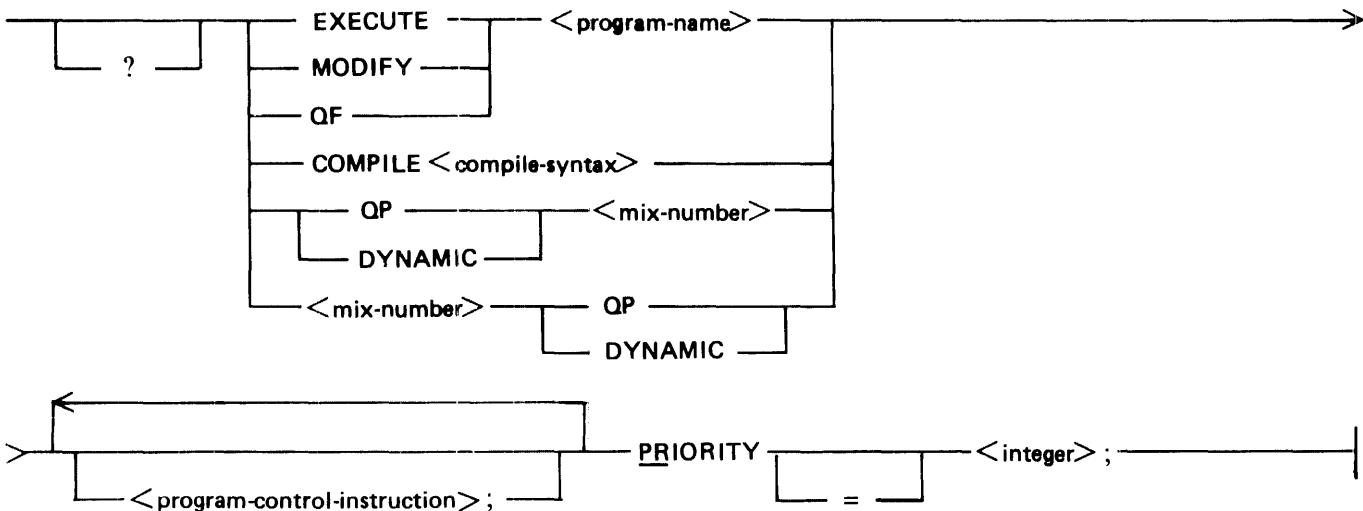 EXECUTE <program-name>
? MODIFY
QF
COMPILE <compile-syntax>
QP <mix-number>
DYNAMIC
<mix-number> QP
DYNAMIC
PRIORITY <integer> ;
<program-control-instruction> ; =